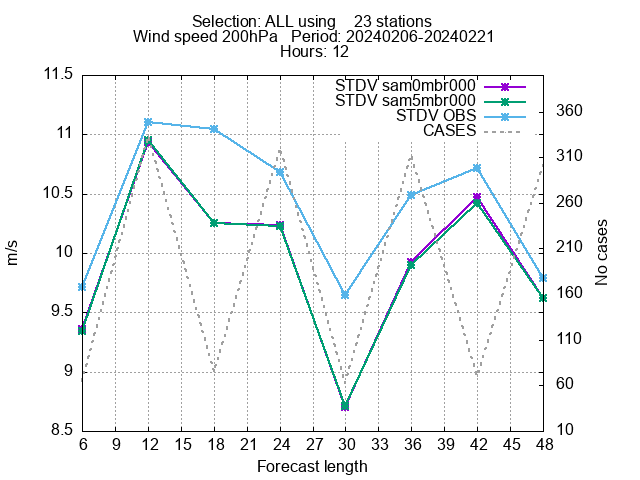 Selection: ALL using 23 stations
Wind speed 200hPa Period: 20240206-20240221
Hours: 12
STDV sam0mbr000
STDV sam5mbr000
STDV OBS
CASES
11.5
11
10.5
10
9.5
9
8.5
m/s
360
310
260
210
160
110
60
10
No cases
6 9 12 15 18 21 24 27 30 33 36 39 42 45 48
Forecast length